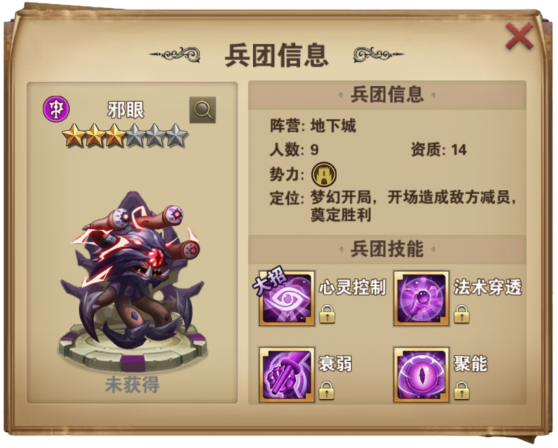 兵团信息
邪眼
未获得
兵团信息
阵营: 地下城
人数: 9 资质: 14
势力:
定位: 梦幻开局，开场造成敌方减员，
奠定胜利
兵团技能
大招 心灵控制 法术穿透
衰弱 聚能